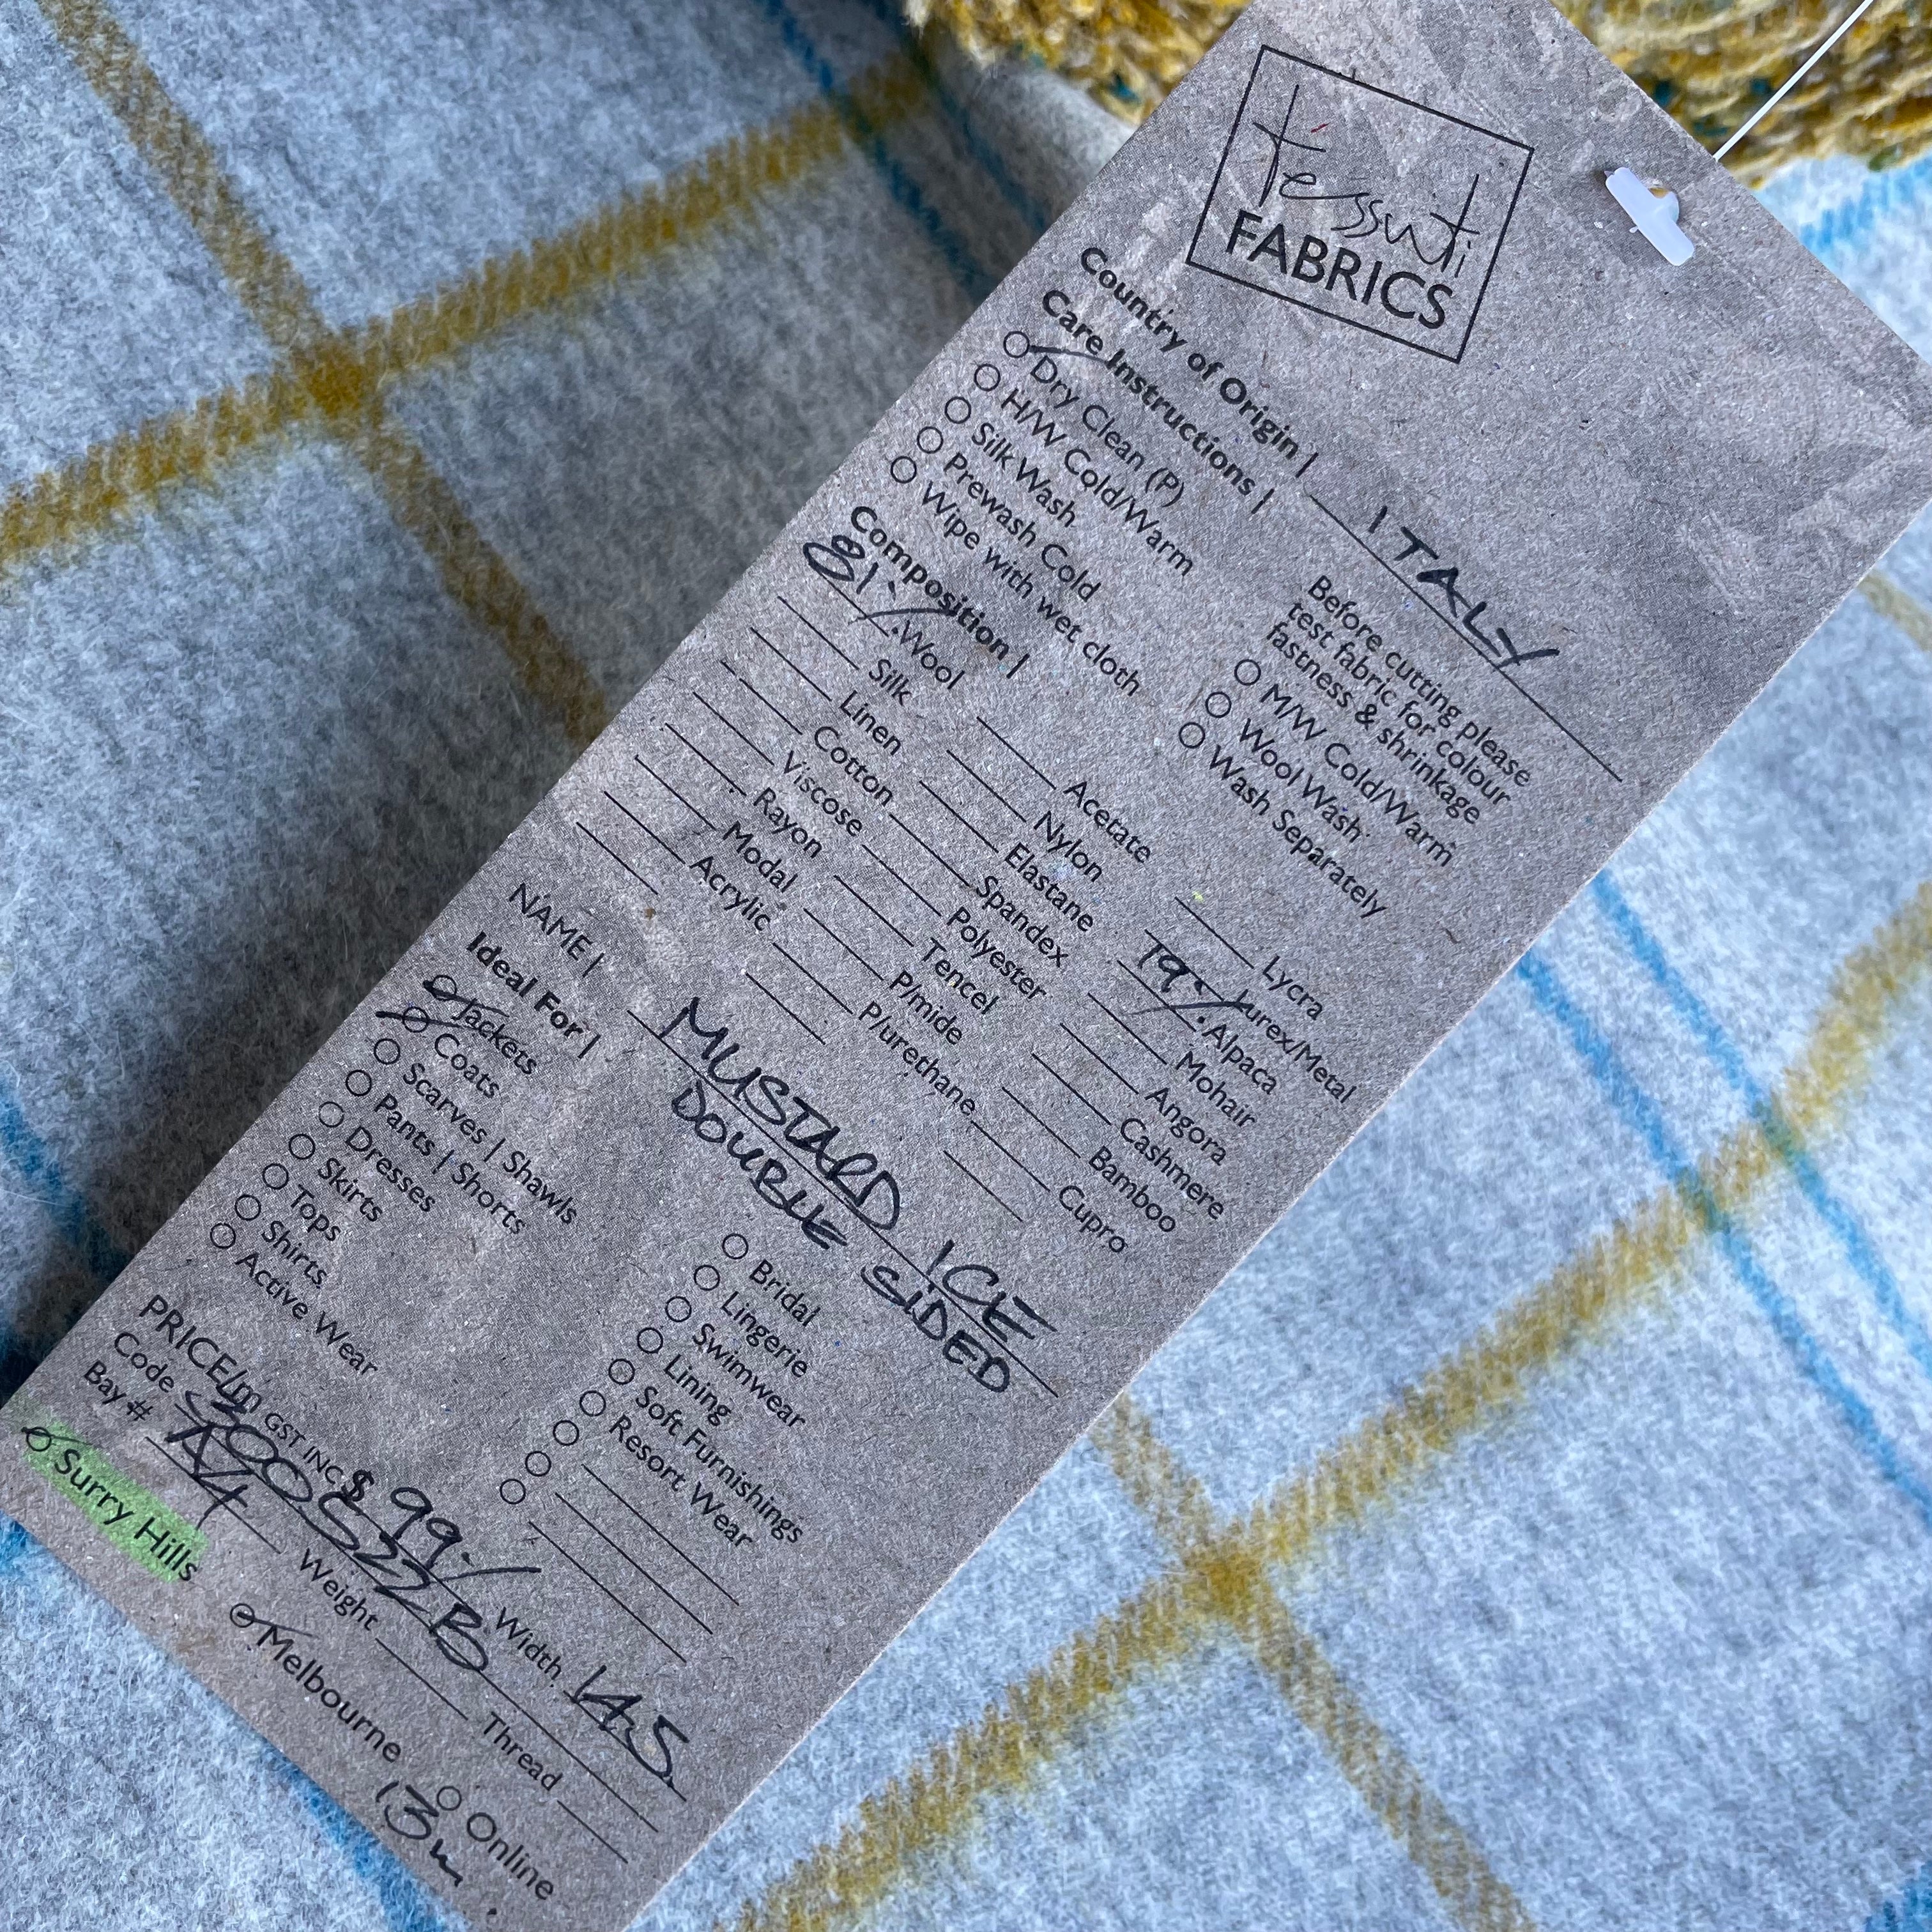 tessuti
FABRICS
Country of Origin | ITALY
Care Instructions |
Dry Clean (P)
H/W Cold/Warm
Silk Wash
Prewash Cold
Wipe with wet cloth
Before cutting please
test fabric for colour
fastness & shrinkage
M/W Cold/Warm
Wool Wash
Wash Separately
Composition |
81% Wool
Silk
Linen
Cotton
Viscose
Rayon
Modal
Acrylic
Acetate
Nylon
Elastane
Spandex
Polyester
Tencel
P/mide
P/urethane
Lycra
Lurex/Metal
19% Alpaca
Mohair
Angora
Cashmere
Bamboo
Cupro
NAME | MUSTARD ICE
DOUBLE SIDED
Ideal For |
Jackets
Coats
Scarves | Shawls
Pants | Shorts
Dresses
Skirts
Tops
Shirts
Active Wear
Bridal
Lingerie
Swimwear
Lining
Soft Furnishings
Resort Wear
PRICE/m GST INC $ 99.- Width 145
Code 300522B
Bay # A4 Weight Thread
Surry Hills Melbourne Online
13m